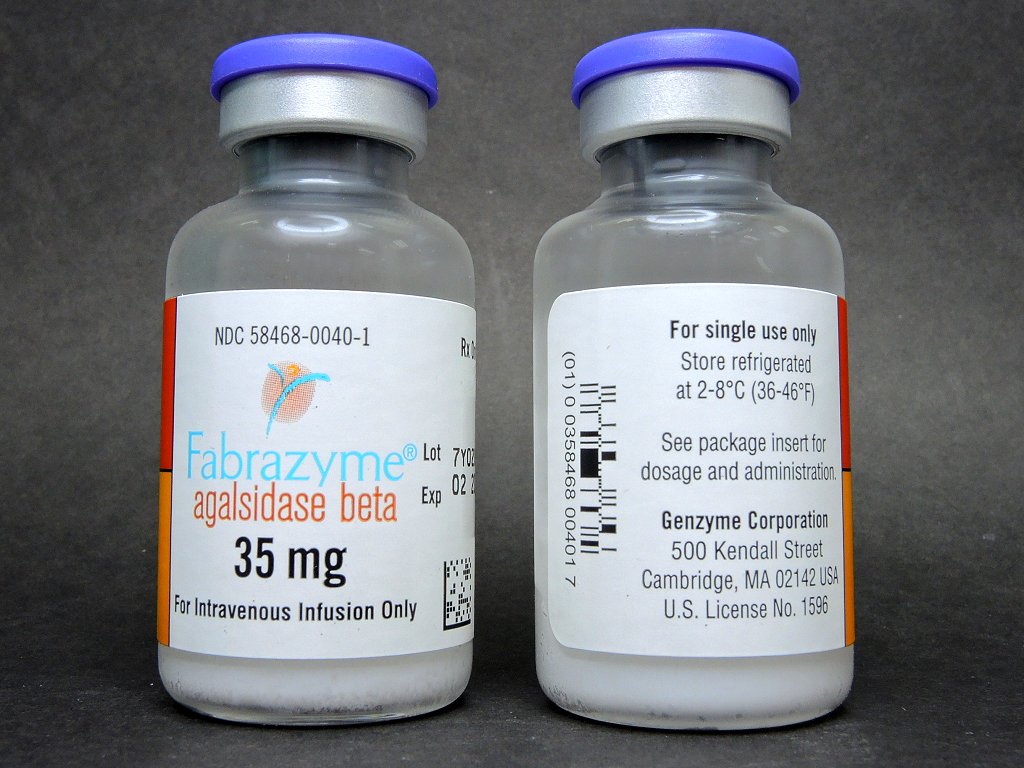 NDC 58468-0040-1
Rx
Fabrazyme®
agalsidase beta
35 mg
For Intravenous Infusion Only
Lot
Exp 02
For single use only
Store refrigerated
at 2-8°C (36-46°F)
See package insert for
dosage and administration.
Genzyme Corporation
500 Kendall Street
Cambridge, MA 02142 USA
U.S. License No. 1596
(01) 0 0358468 00401 7